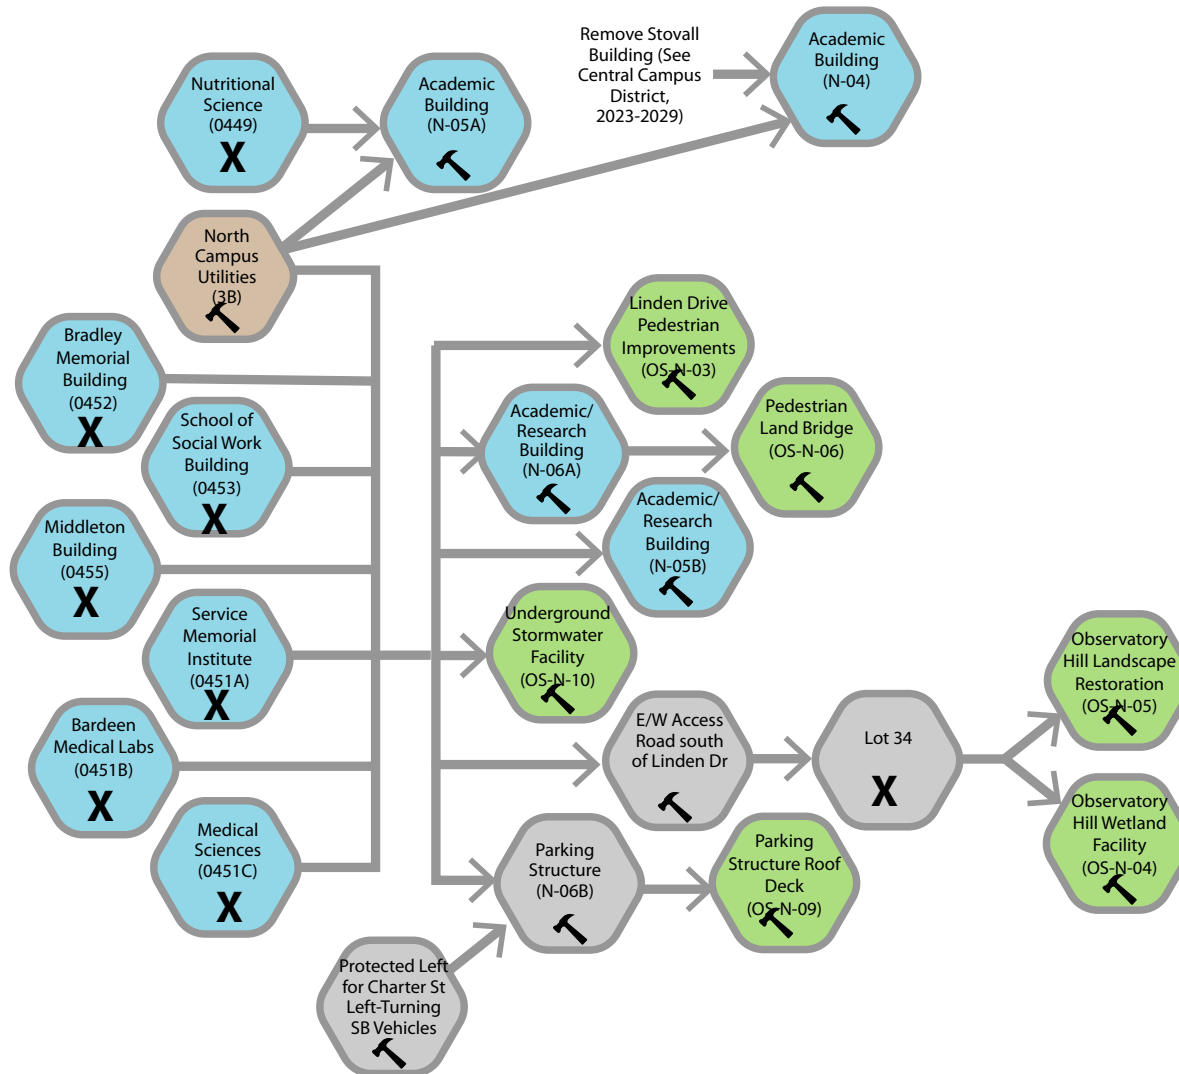 Remove Stovall
Building (See
Central Campus
District,
2023-2029)
Academic
Building
(N-04)
Nutritional
Science
(0449)
X
Academic
Building
(N-05A)
North
Campus
Utilities
(3B)
Bradley
Memorial
Building
(0452)
X
School of
Social Work
Building
(0453)
X
Linden Drive
Pedestrian
Improvements
(OS-N-03)
Academic/
Research
Building
(N-06A)
Pedestrian
Land Bridge
(OS-N-06)
Middleton
Building
(0455)
X
Academic/
Research
Building
(N-05B)
Service
Memorial
Institute
(0451A)
X
Underground
Stormwater
Facility
(OS-N-10)
Observatory
Hill Landscape
Restoration
(OS-N-05)
Bardeen
Medical Labs
(0451B)
X
E/W Access
Road south
of Linden Dr
Lot 34
X
Observatory
Hill Wetland
Facility
(OS-N-04)
Medical
Sciences
(0451C)
X
Parking
Structure
(N-06B)
Parking
Structure Roof
Deck
(OS-N-09)
Protected Left
for Charter St
Left-Turning
SB Vehicles